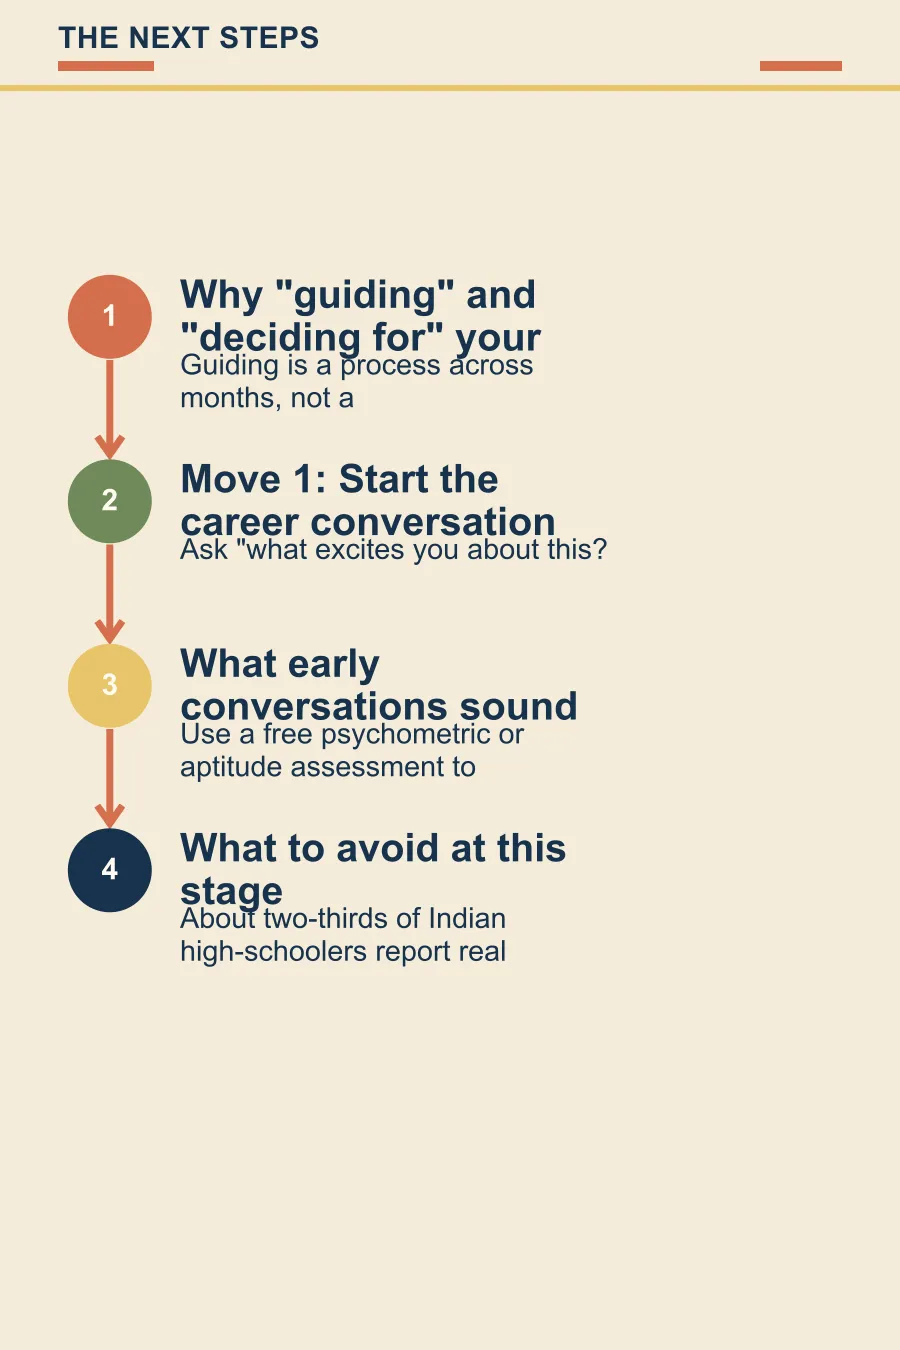 THE NEXT STEPS
1
Why "guiding" and
"deciding for" your
Guiding is a process across
months, not a
2
Move 1: Start the
career conversation
Ask "what excites you about this?
3
What early
conversations sound
Use a free psychometric or
aptitude assessment to
4
What to avoid at this
stage
About two-thirds of Indian
high-schoolers report real